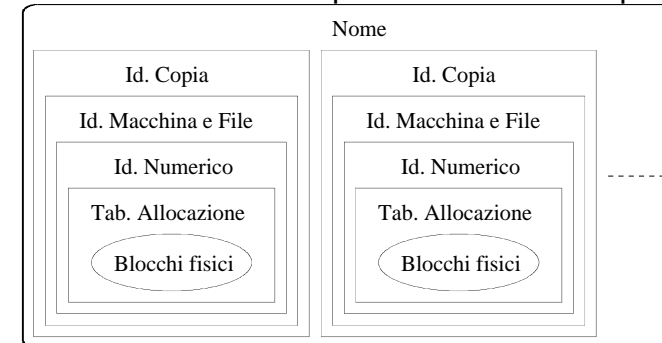 Nome
Id. Copia
Id. Macchina e File
Id. Numerico
Tab. Allocazione
Blocchi fisici
Id. Copia
Id. Macchina e File
Id. Numerico
Tab. Allocazione
Blocchi fisici